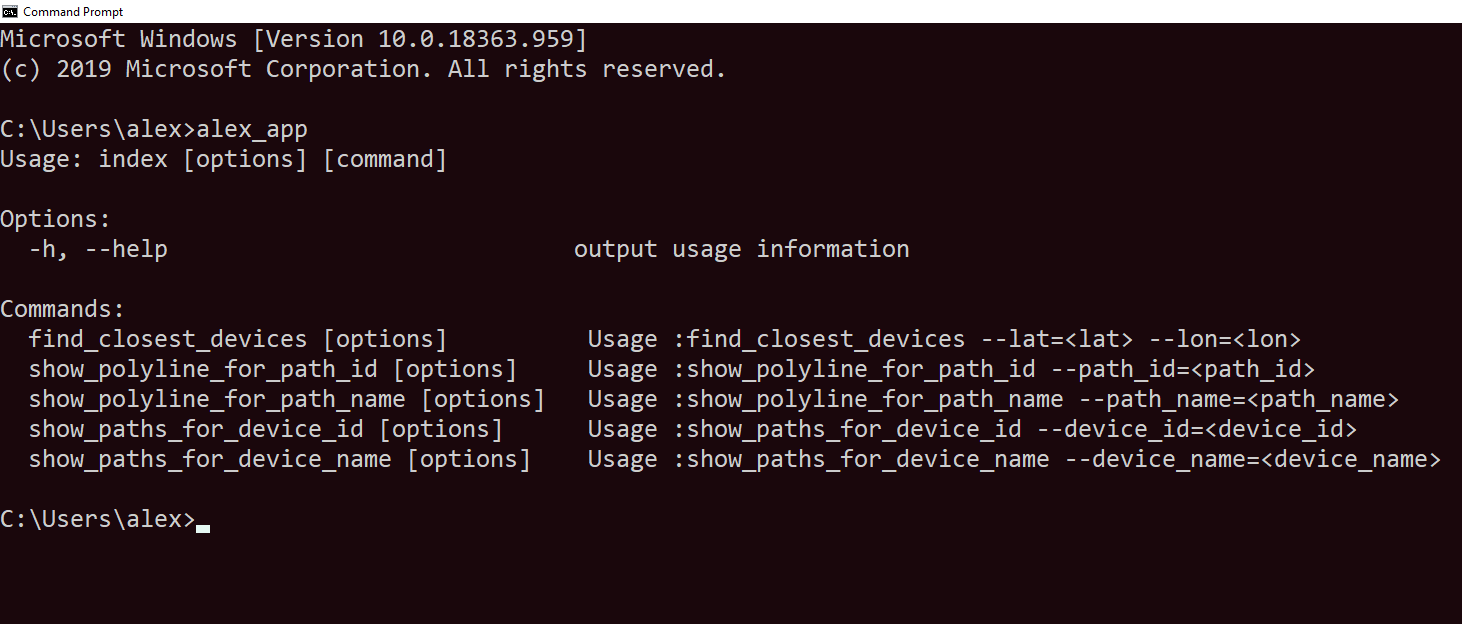 Command Prompt
Microsoft Windows [Version 10.0.18363.959]
(c) 2019 Microsoft Corporation. All rights reserved.
C:\Users\alex>alex_app
Usage: index [options] [command]
Options:
  -h, --help                             output usage information
Commands:
  find_closest_devices [options]          Usage :find_closest_devices --lat=<lat> --lon=<lon>
  show_polyline_for_path_id [options]     Usage :show_polyline_for_path_id --path_id=<path_id>
  show_polyline_for_path_name [options]   Usage :show_polyline_for_path_name --path_name=<path_name>
  show_paths_for_device_id [options]      Usage :show_paths_for_device_id --device_id=<device_id>
  show_paths_for_device_name [options]    Usage :show_paths_for_device_name --device_name=<device_name>
C:\Users\alex>